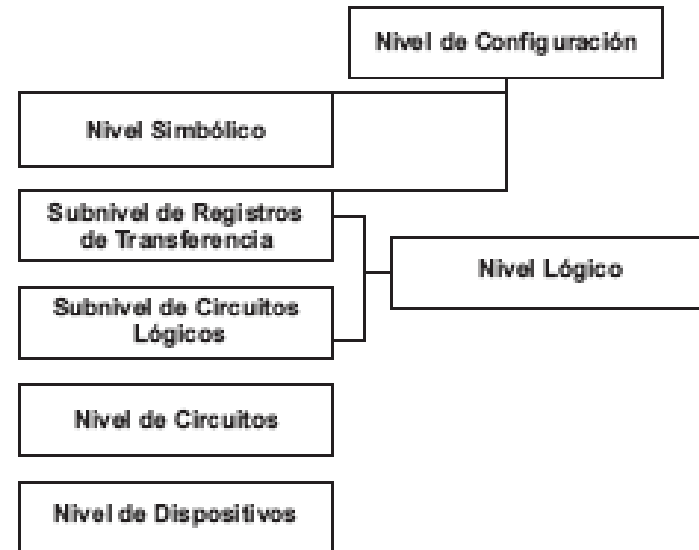 Nivel de Configuración
Nivel Simbólico
Subnivel de Registros
de Transferencia
Nivel Lógico
Subnivel de Circuitos
Lógicos
Nivel de Circuitos
Nivel de Dispositivos